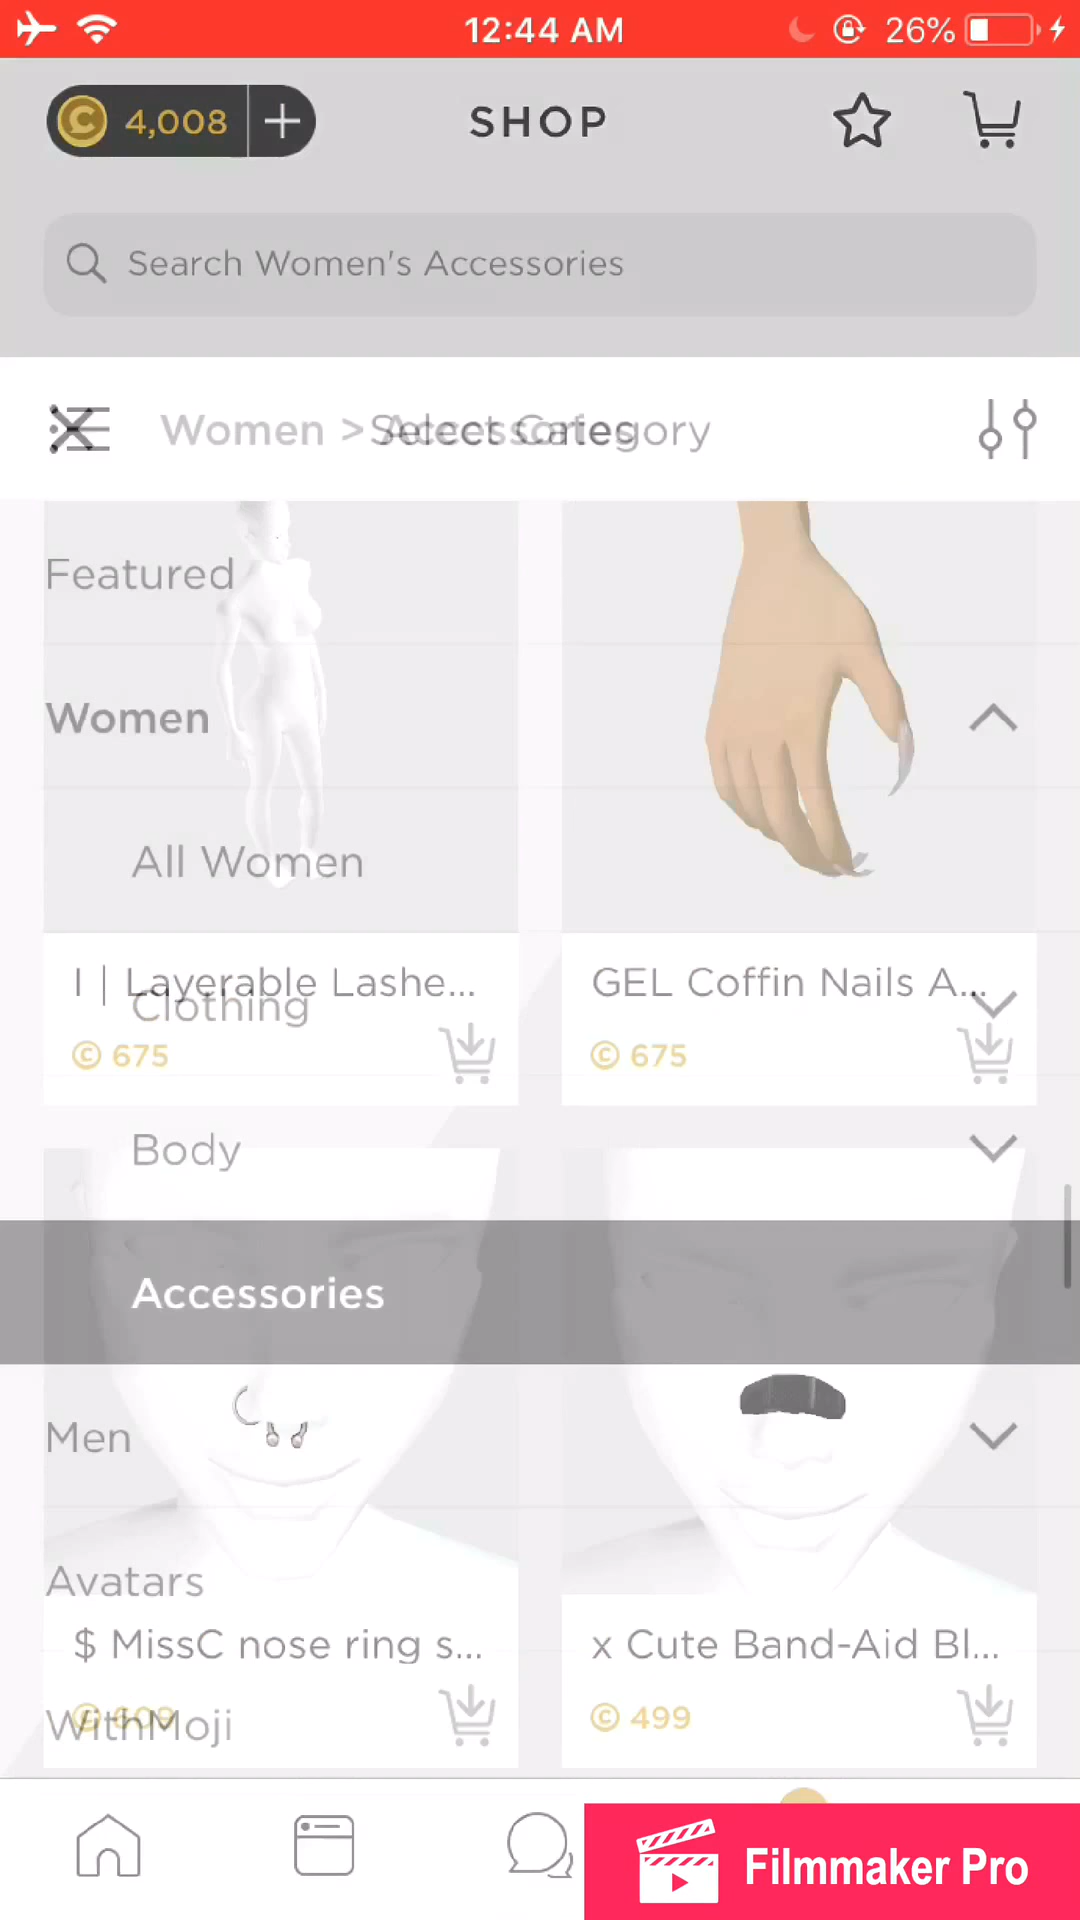 12:44 AM
26%
4,008
SHOP
Search Women's Accessories
Women > Accessories
Select Category
Featured
Women
All Women
I | Layerable Lashe...
GEL Coffin Nails A...
Clothing
© 675
© 675
Body
Accessories
Men
Avatars
$ MissC nose ring s...
x Cute Band-Aid Bl...
© 609
© 499
WithMoji
Filmmaker Pro